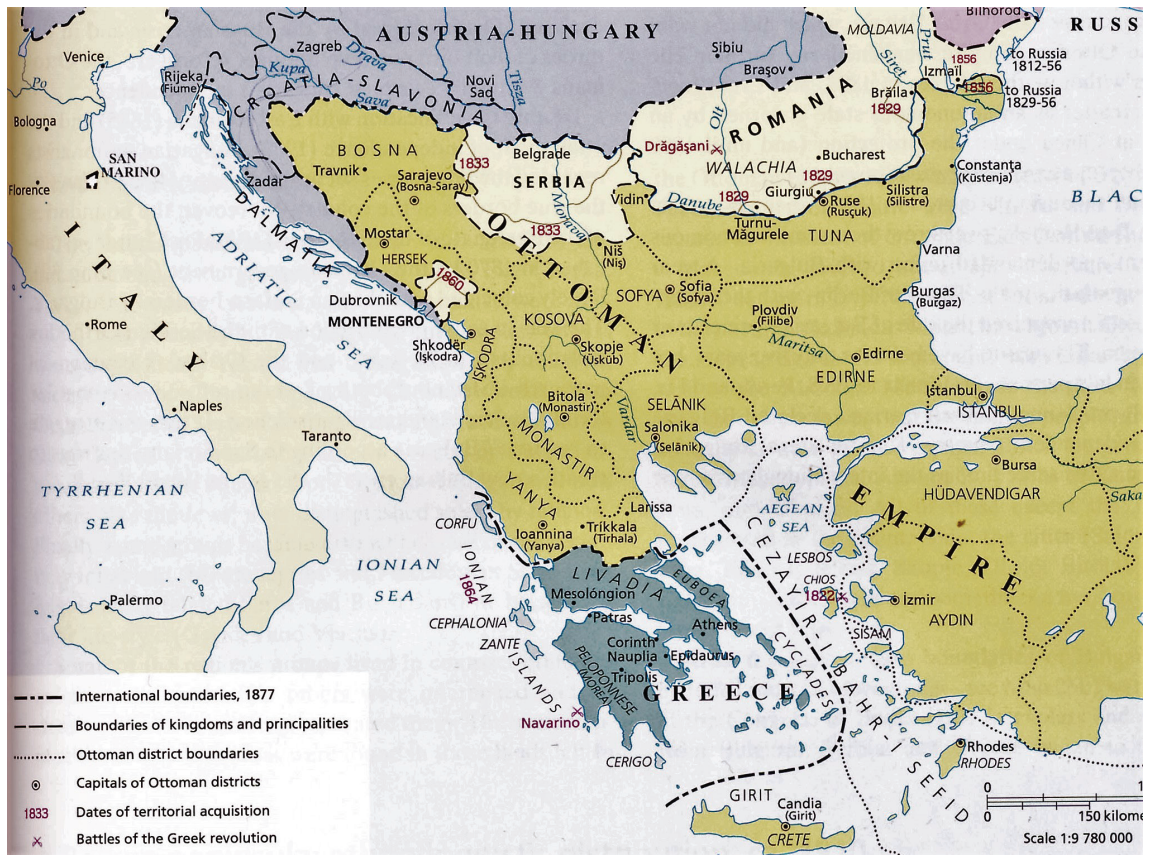 AUSTRIA-HUNGARY
RUSS
Bilhorod
MOLDAVIA
Prut
Siret
Venice
Zagreb
Drava
Kupa
Sibiu
Braşov
1856
Izmaïl
1856
to Russia
1812-56
to Russia
1829-56
Po
Rijeka
(Fiume)
CROATIA-SLAVONIA
Sava
Novi
Sad
Tisza
Olt
ROMANIA
Brăila
1829
Bologna
SAN
MARINO
BOSNA
1833
Belgrade
Drăgăşani
WALACHIA
Bucharest
Constanţa
(Küstenja)
Florence
Zadar
Travnik
Sarajevo
(Bosna-Saray)
SERBIA
Morava
Vidin
Danube
1829
1829
Giurgiu
Ruse
(Rusçuk)
Silistra
(Silistre)
BLAC
DALMATIA
Mostar
HERSEK
1833
Turnu-
Măgurele
TUNA
ADRIATIC
SEA
1860
OTTOMAN
Niš
(Niş)
Varna
ITALY
Dubrovnik
MONTENEGRO
SOFYA
Sofia
(Sofya)
Burgas
(Burgaz)
Rome
Shkodër
(Işkodra)
IŞKODRA
KOSOVA
Skopje
(Üsküb)
Plovdiv
(Filibe)
Maritsa
Edirne
EDIRNE
Naples
Bitola
(Monastir)
Vardar
SELÂNIK
Salonika
(Selânik)
İstanbul
ISTANBUL
Taranto
MONASTIR
Bursa
TYRRHENIAN
SEA
YANYA
Larissa
EMPIRE
HÜDAVENDIGAR
Saka
CORFU
Ioannina
(Yanya)
Trikkala
(Tirhala)
AEGEAN
SEA
IONIAN
SEA
IONIAN
ISLANDS
1864
LIVADIA
EUBOEA
CEZAYIR
LESBOS
CHIOS
1822
İzmir
Palermo
Mesolóngion
Patras
CEPHALONIA
ZANTE
Athens
Corinth
Nauplia
Epidaurus
Tripolis
PELOPONNESE
(MOREA)
GREECE
CYCLADES
SISAM
AYDIN
I BAHR
I SEFID
Navarino
CERIGO
Rhodes
RHODES
GIRIT
Candia
(Girit)
CRETE
International boundaries, 1877
Boundaries of kingdoms and principalities
Ottoman district boundaries
Capitals of Ottoman districts
1833 Dates of territorial acquisition
Battles of the Greek revolution
0
1
0
150 kilome
Scale 1:9 780 000